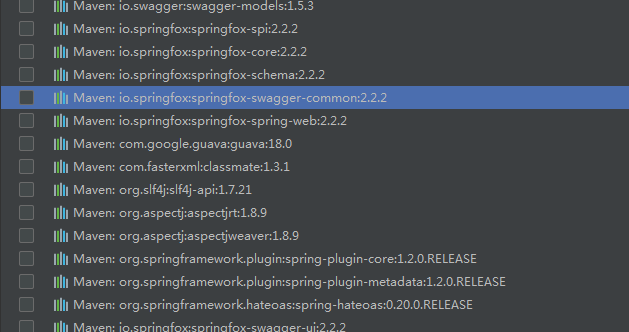 Maven: io.swagger:swagger-models:1.5.3
Maven: io.springfox:springfox-spi:2.2.2
Maven: io.springfox:springfox-core:2.2.2
Maven: io.springfox:springfox-schema:2.2.2
Maven: io.springfox:springfox-swagger-common:2.2.2
Maven: io.springfox:springfox-spring-web:2.2.2
Maven: com.google.guava:guava:18.0
Maven: com.fasterxml:classmate:1.3.1
Maven: org.slf4j:slf4j-api:1.7.21
Maven: org.aspectj:aspectjrt:1.8.9
Maven: org.aspectj:aspectjweaver:1.8.9
Maven: org.springframework.plugin:spring-plugin-core:1.2.0.RELEASE
Maven: org.springframework.plugin:spring-plugin-metadata:1.2.0.RELEASE
Maven: org.springframework.hateoas:spring-hateoas:0.20.0.RELEASE
Maven: io.springfox:springfox-swagger-ui:2.2.2